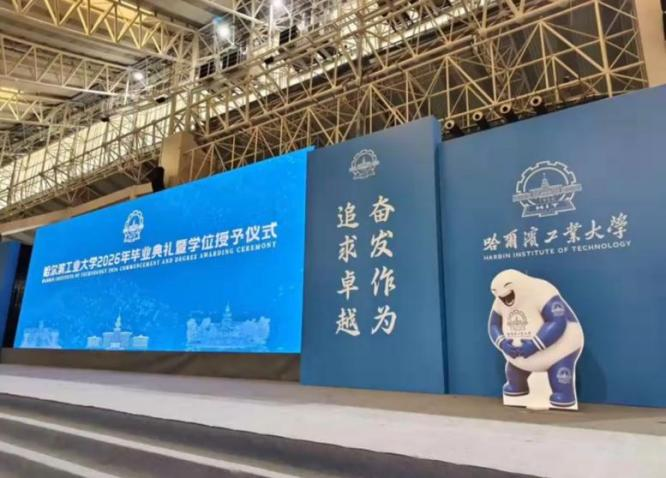 哈尔滨工业大学2026年毕业典礼暨学位授予仪式
HARBIN INSTITUTE OF TECHNOLOGY 2026 COMMENCEMENT AND DEGREE AWARDING CEREMONY
奋发作为
追求卓越
HIT
哈爾濱工業大學
HARBIN INSTITUTE OF TECHNOLOGY